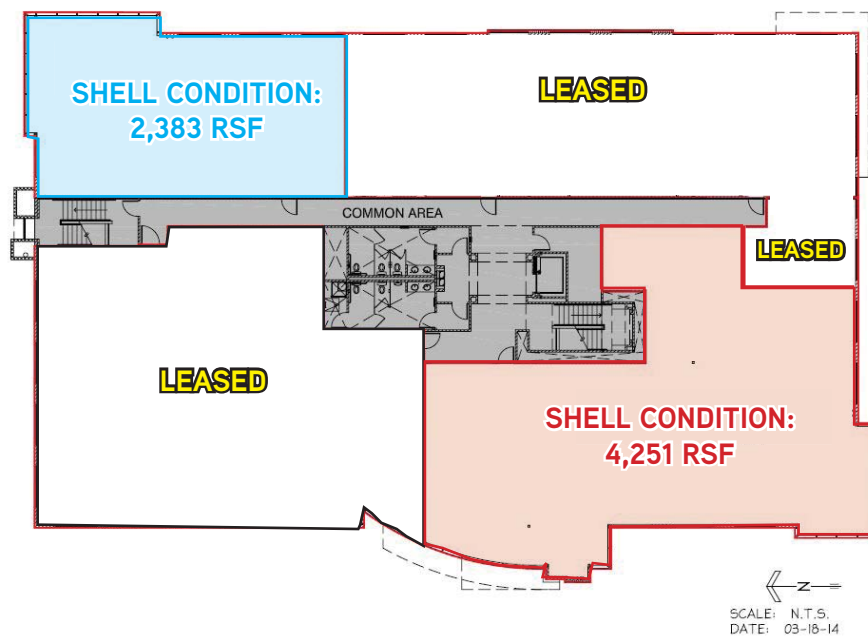 SHELL CONDITION:
2,383 RSF
LEASED
COMMON AREA
LEASED
LEASED
SHELL CONDITION:
4,251 RSF
N
SCALE: N.T.S.
DATE: 03-18-14